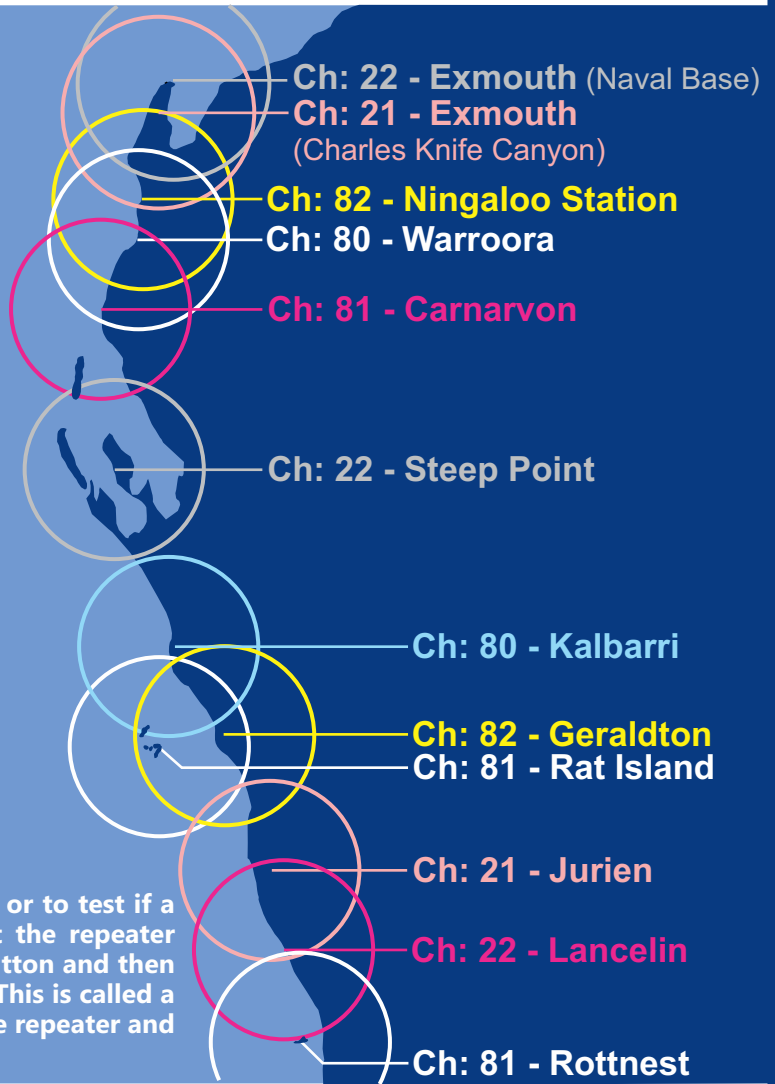 Ch: 22 - Exmouth (Naval Base)
Ch: 21 - Exmouth
(Charles Knife Canyon)
Ch: 82 - Ningaloo Station
Ch: 80 - Warroora
Ch: 81 - Carnarvon
Ch: 22 - Steep Point
Ch: 80 - Kalbarri
Ch: 82 - Geraldton
Ch: 81 - Rat Island
Ch: 21 - Jurien
Ch: 22 - Lancelin
Ch: 81 - Rottnest
or to test if a
the repeater
and then
This is called a
repeater and